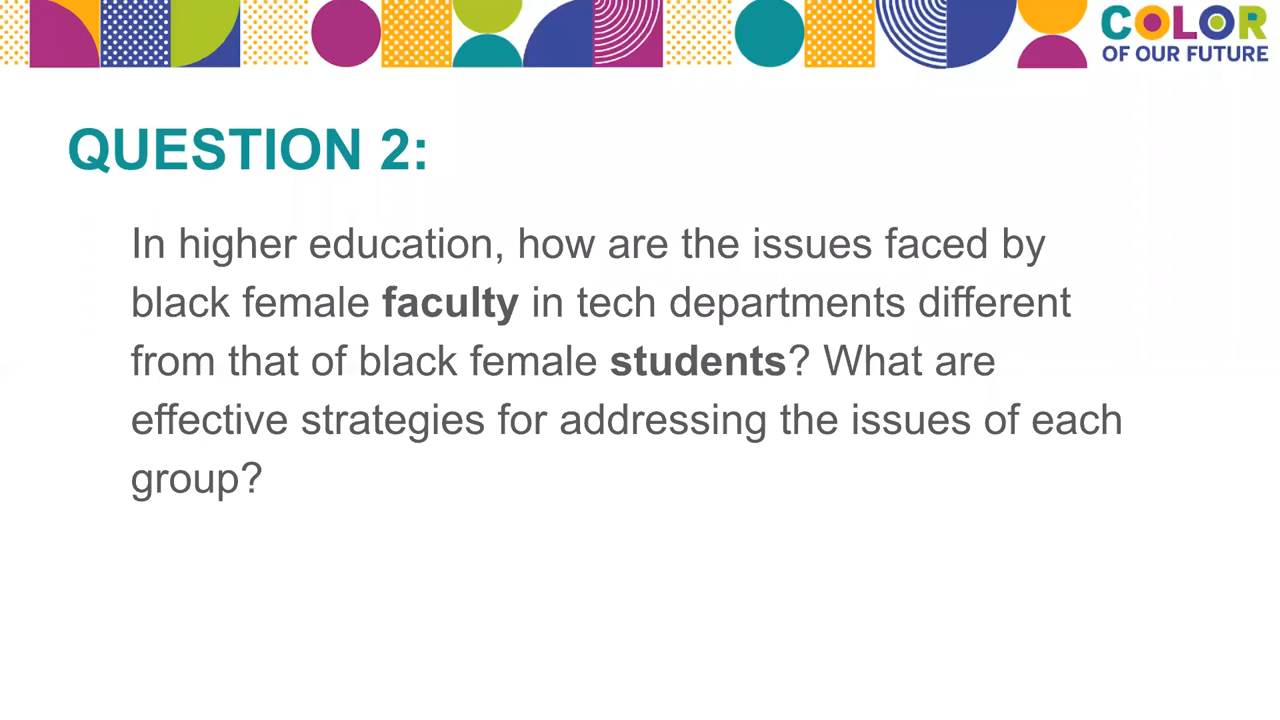 COLOR
OF OUR FUTURE
QUESTION 2:
In higher education, how are the issues faced by
black female faculty in tech departments different
from that of black female students? What are
effective strategies for addressing the issues of each
group?